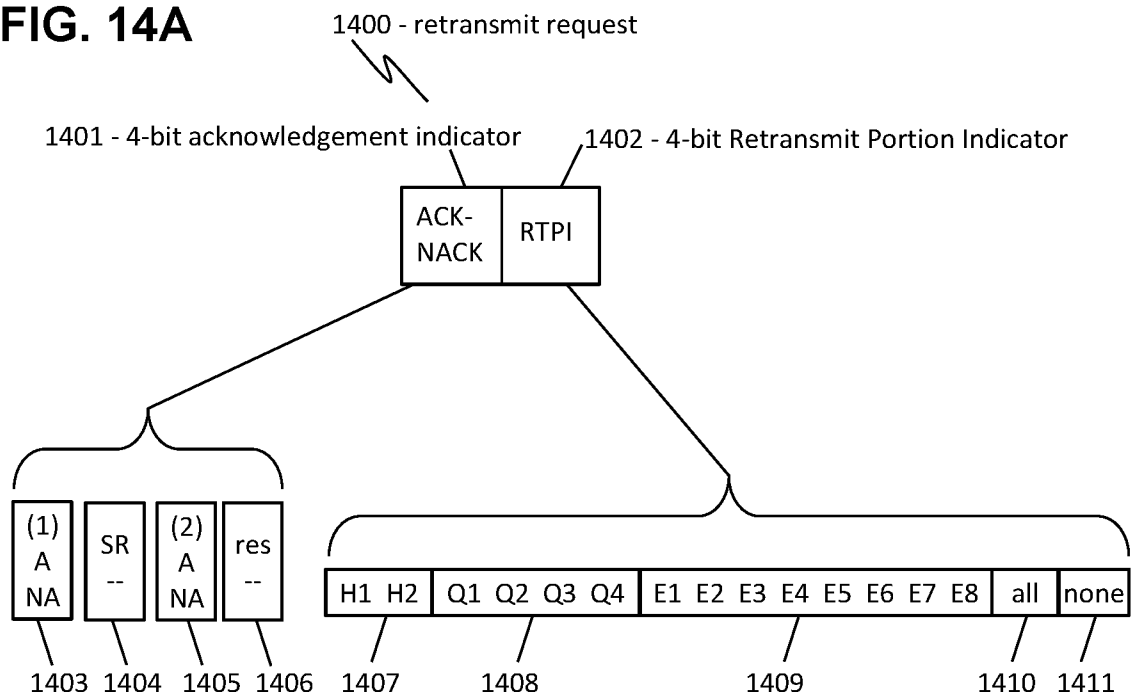 FIG. 14A
1400 - retransmit request
1401 - 4-bit acknowledgement indicator
1402 - 4-bit Retransmit Portion Indicator
ACK-
NACK
RTPI
(1)
A
NA
SR
--
(2)
A
NA
res
--
H1 H2 Q1 Q2 Q3 Q4 E1 E2 E3 E4 E5 E6 E7 E8 all none
1403 1404 1405 1406 1407 1408 1409 1410 1411